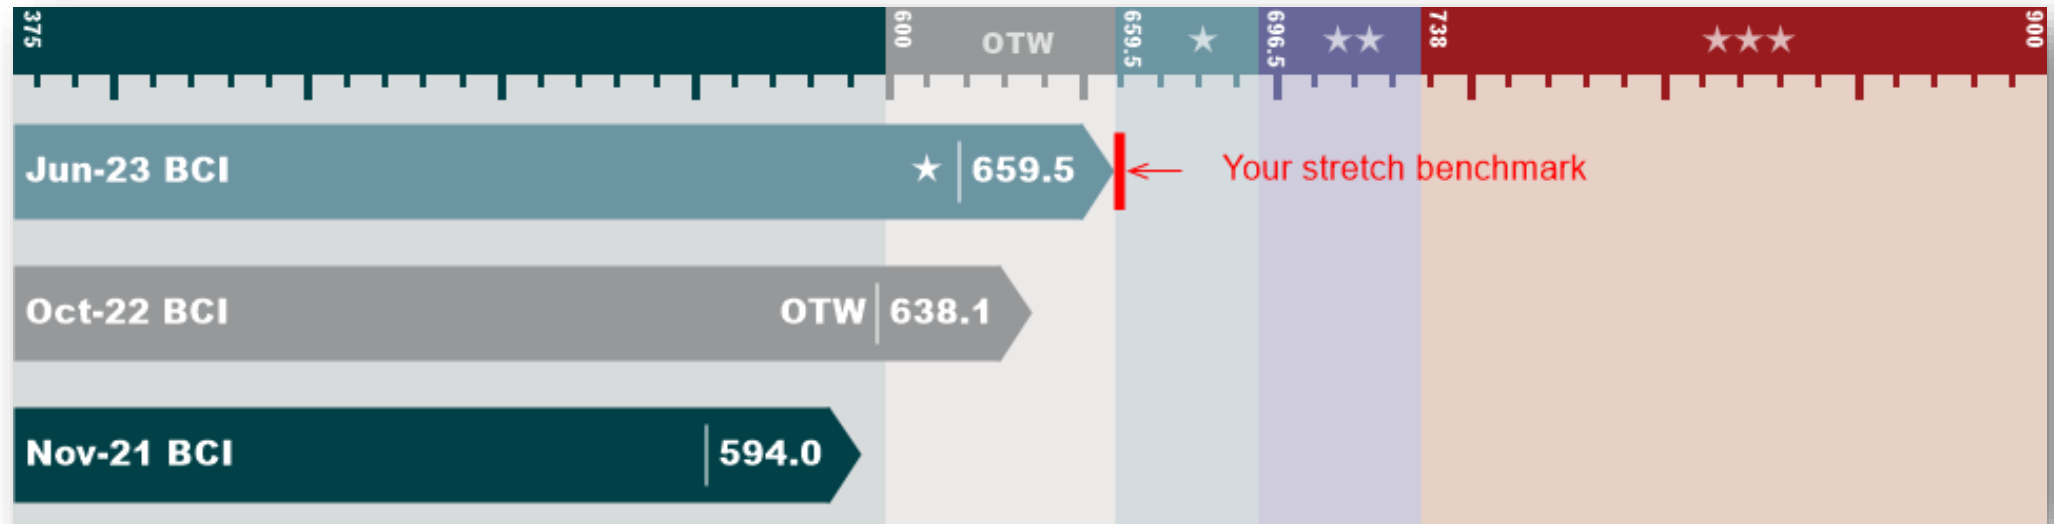 375 600 OTW 659.5 ★ 696.5 ★★ 738 ★★★ 900
Jun-23 BCI ★ 659.5 Your stretch benchmark
Oct-22 BCI OTW 638.1
Nov-21 BCI 594.0